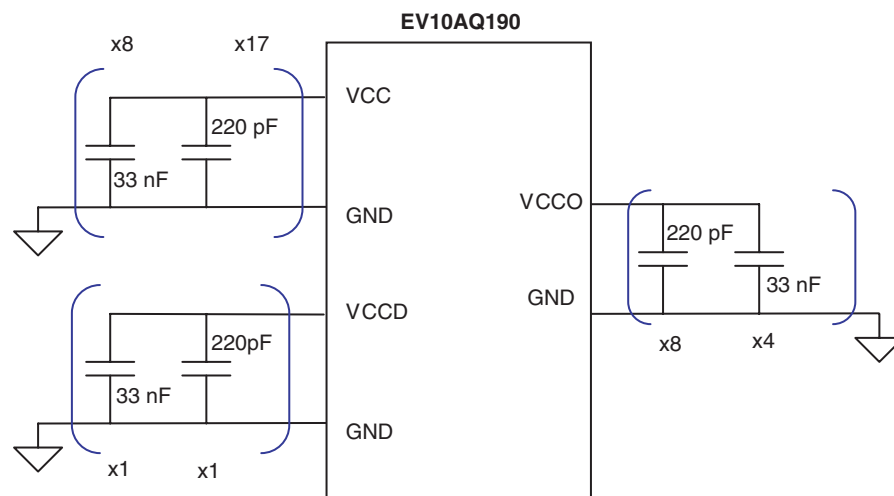 EV10AQ190
x8
x17
VCC
220 pF
33 nF
GND
VCCO
220 pF
33 nF
GND
x8
x4
VCCD
220pF
33 nF
GND
x1
x1